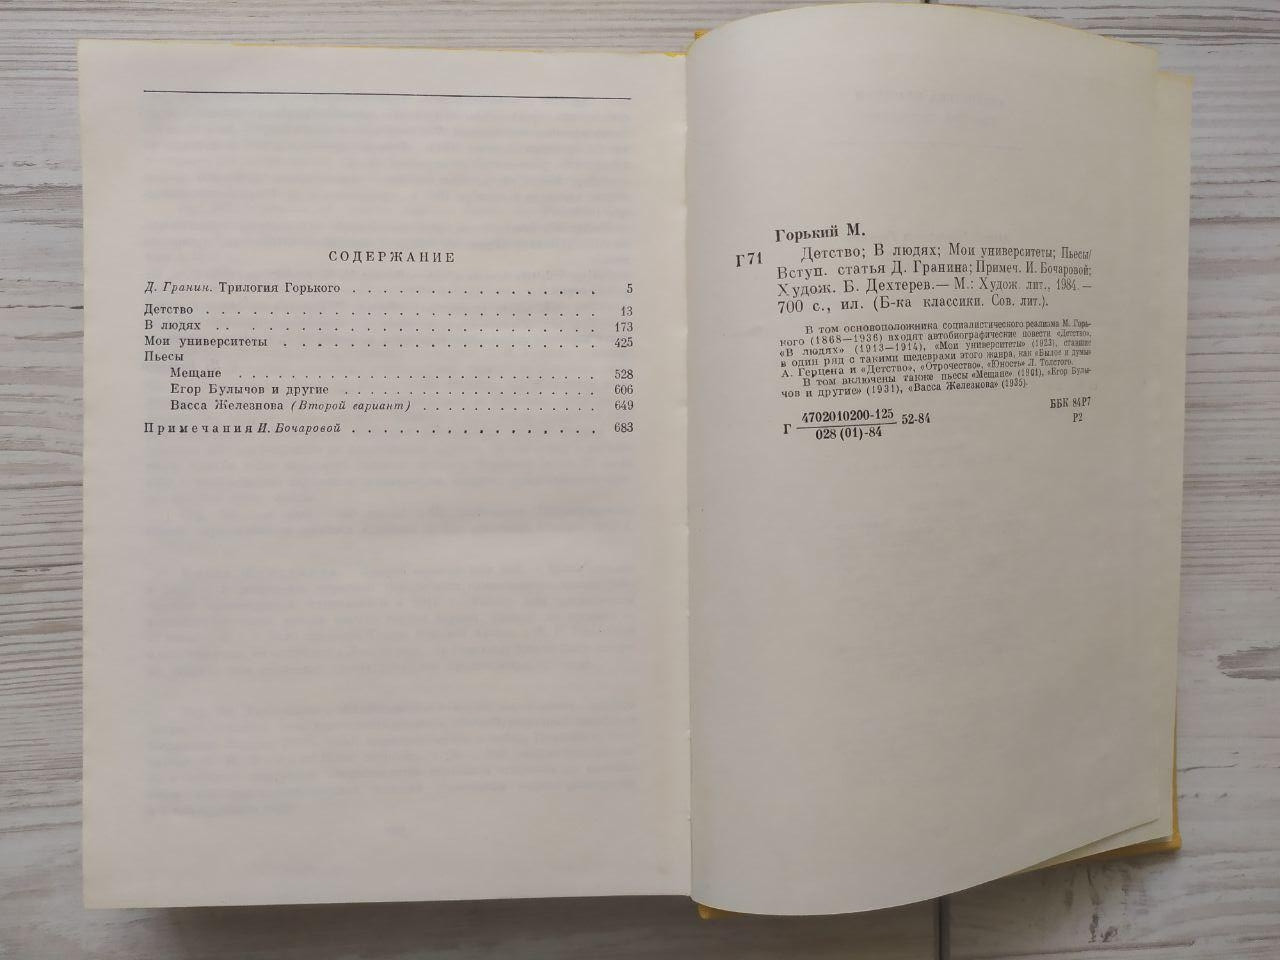 СОДЕРЖАНИЕ
Д. Гранин. Трилогия Горького . . . . . . . . . . . . . . . . 5
Детство . . . . . . . . . . . . . . . . . . . . . . . . . 13
В людях . . . . . . . . . . . . . . . . . . . . . . . . . 173
Мои университеты . . . . . . . . . . . . . . . . . . . . 425
Пьесы
Мещане . . . . . . . . . . . . . . . . . . . . . . . 528
Егор Булычов и другие . . . . . . . . . . . . . . . . 606
Васса Железнова (Второй вариант) . . . . . . . . . . . 649
Примечания И. Бочаровой . . . . . . . . . . . . . . . . 683
Горький М.
Г71 Детство; В людях; Мои университеты; Пьесы/
Вступ. статья Д. Гранина; Примеч. И. Бочаровой;
Худож. Б. Дехтерев.— М.: Худож. лит., 1984.—
700 с., ил. (Б-ка классики. Сов. лит.).
В том основоположника социалистического реализма М. Горь-
кого (1868—1936) входят автобиографические повести «Детство»,
«В людях» (1913—1914), «Мои университеты» (1923), ставшие
в один ряд с такими шедеврами этого жанра, как «Былое и думы»
А. Герцена и «Детство», «Отрочество», «Юность» Л. Толстого.
В том включены также пьесы «Мещане» (1901), «Егор Булы-
чов и другие» (1931), «Васса Железнова» (1935).
Г 4702010200-125 52-84 ББК 84Р7
028 (01)-84 Р2